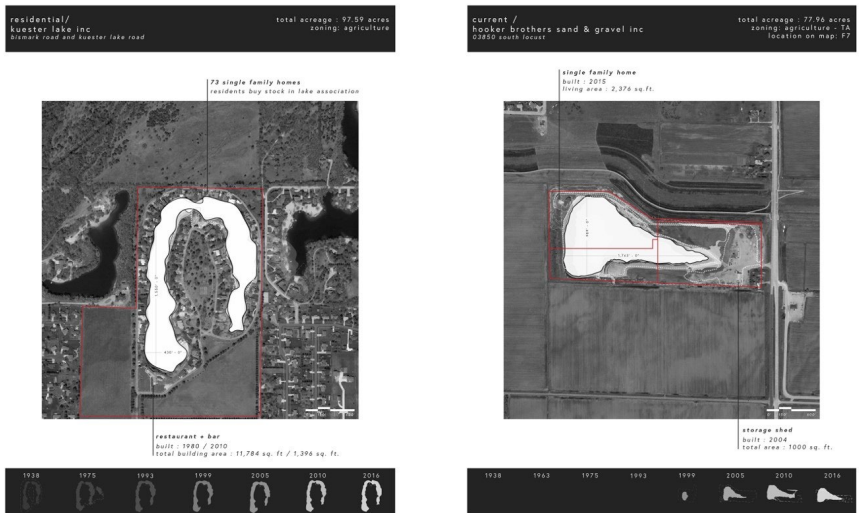 residential/
kuester lake inc
bismark road and kuester lake road
total acreage : 97.59 acres
zoning: agriculture
73 single family homes
residents buy stock in lake association
restaurant + bar
built : 1980 / 2010
total building area : 11,784 sq. ft / 1,396 sq. ft.
1938 1975 1993 1999 2005 2010 2016
current /
hooker brothers sand & gravel inc
03850 south locust
total acreage : 77.96 acres
zoning: agriculture - TA
location on map: F7
single family home
built : 2015
living area : 2,376 sq.ft.
storage shed
built : 2004
total area : 1000 sq. ft.
1938 1963 1975 1993 1999 2005 2010 2016